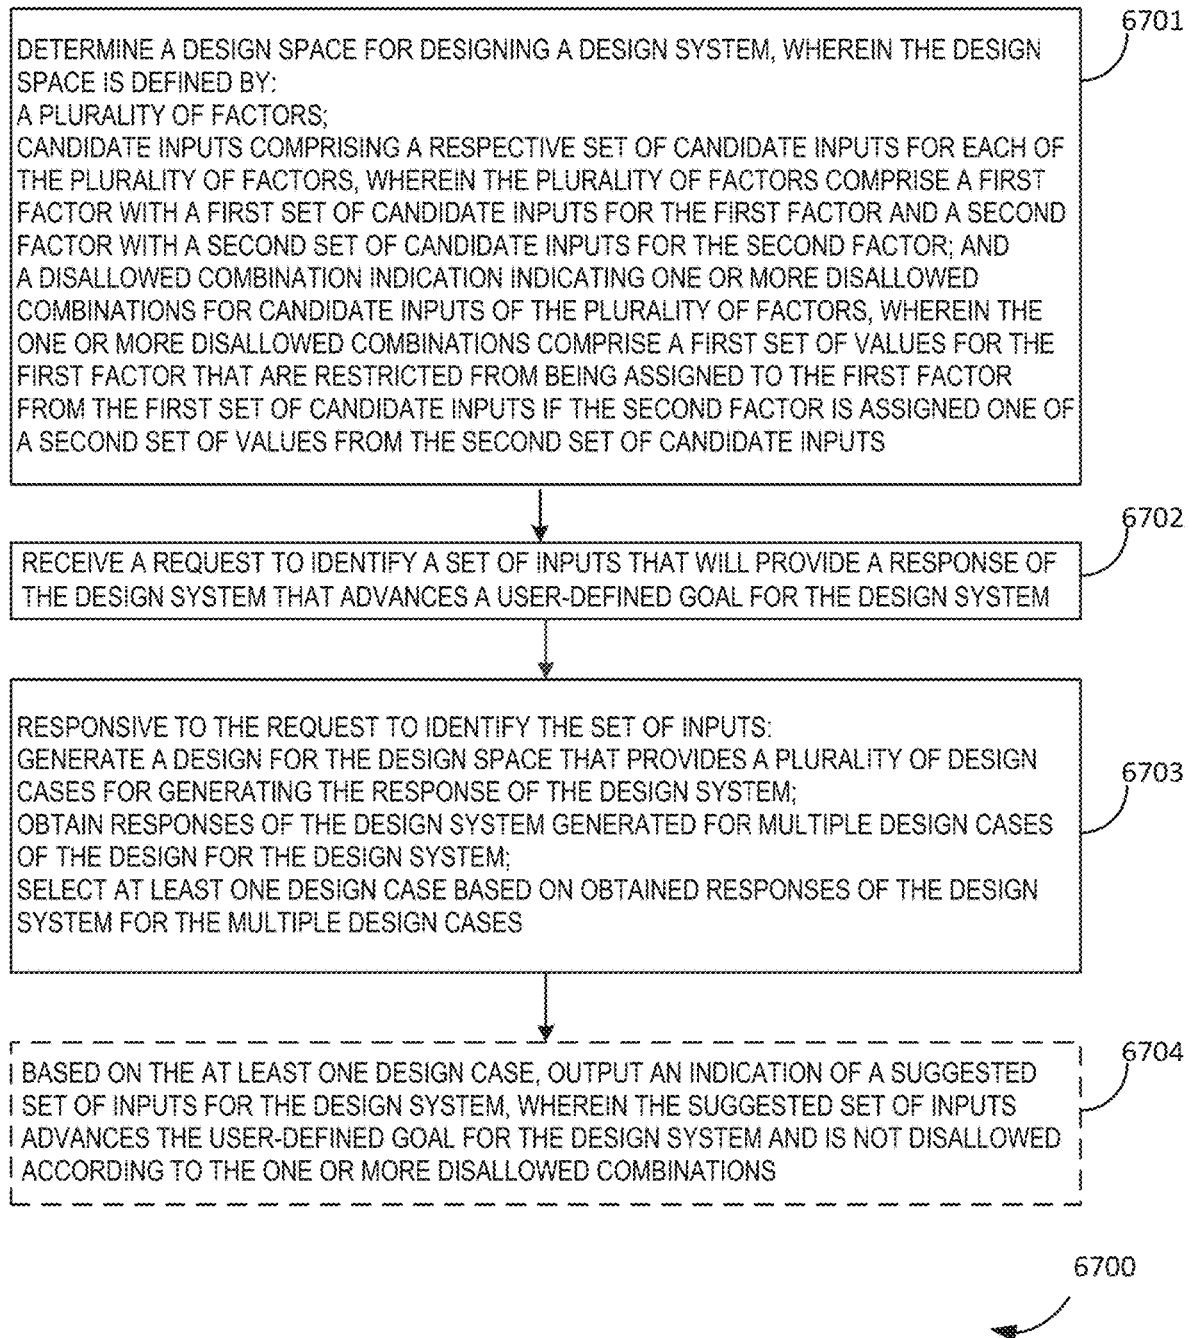 6701
DETERMINE A DESIGN SPACE FOR DESIGNING A DESIGN SYSTEM, WHEREIN THE DESIGN
SPACE IS DEFINED BY:
A PLURALITY OF FACTORS;
CANDIDATE INPUTS COMPRISING A RESPECTIVE SET OF CANDIDATE INPUTS FOR EACH OF
THE PLURALITY OF FACTORS, WHEREIN THE PLURALITY OF FACTORS COMPRISE A FIRST
FACTOR WITH A FIRST SET OF CANDIDATE INPUTS FOR THE FIRST FACTOR AND A SECOND
FACTOR WITH A SECOND SET OF CANDIDATE INPUTS FOR THE SECOND FACTOR; AND
A DISALLOWED COMBINATION INDICATION INDICATING ONE OR MORE DISALLOWED
COMBINATIONS FOR CANDIDATE INPUTS OF THE PLURALITY OF FACTORS, WHEREIN THE
ONE OR MORE DISALLOWED COMBINATIONS COMPRISE A FIRST SET OF VALUES FOR THE
FIRST FACTOR THAT ARE RESTRICTED FROM BEING ASSIGNED TO THE FIRST FACTOR
FROM THE FIRST SET OF CANDIDATE INPUTS IF THE SECOND FACTOR IS ASSIGNED ONE OF
A SECOND SET OF VALUES FROM THE SECOND SET OF CANDIDATE INPUTS
6702
RECEIVE A REQUEST TO IDENTIFY A SET OF INPUTS THAT WILL PROVIDE A RESPONSE OF
THE DESIGN SYSTEM THAT ADVANCES A USER-DEFINED GOAL FOR THE DESIGN SYSTEM
6703
RESPONSIVE TO THE REQUEST TO IDENTIFY THE SET OF INPUTS:
GENERATE A DESIGN FOR THE DESIGN SPACE THAT PROVIDES A PLURALITY OF DESIGN
CASES FOR GENERATING THE RESPONSE OF THE DESIGN SYSTEM;
OBTAIN RESPONSES OF THE DESIGN SYSTEM GENERATED FOR MULTIPLE DESIGN CASES
OF THE DESIGN FOR THE DESIGN SYSTEM;
SELECT AT LEAST ONE DESIGN CASE BASED ON OBTAINED RESPONSES OF THE DESIGN
SYSTEM FOR THE MULTIPLE DESIGN CASES
6704
BASED ON THE AT LEAST ONE DESIGN CASE, OUTPUT AN INDICATION OF A SUGGESTED
SET OF INPUTS FOR THE DESIGN SYSTEM, WHEREIN THE SUGGESTED SET OF INPUTS
ADVANCES THE USER-DEFINED GOAL FOR THE DESIGN SYSTEM AND IS NOT DISALLOWED
ACCORDING TO THE ONE OR MORE DISALLOWED COMBINATIONS
6700